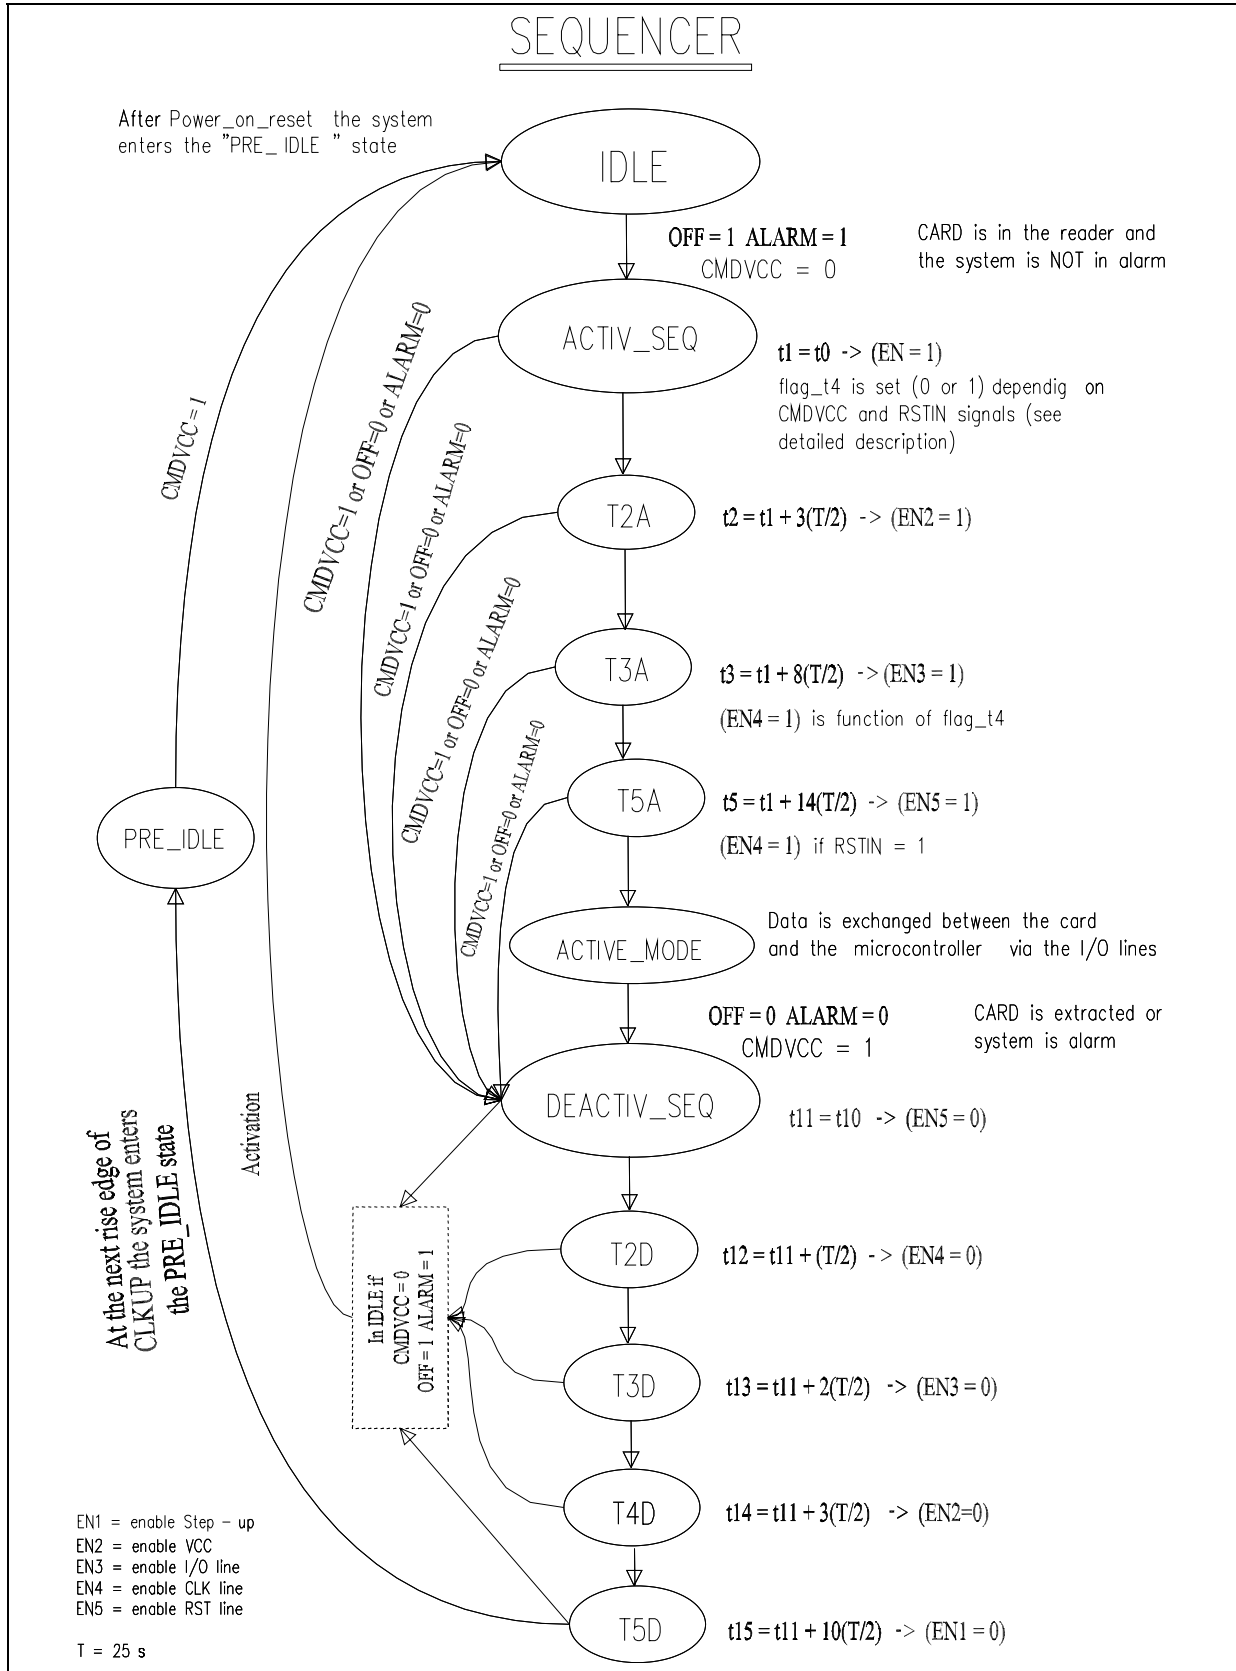 SEQUENCER
After Power_on_reset the system
enters the "PRE_ IDLE " state
IDLE
OFF = 1 ALARM = 1
CMDVCC = 0
CARD is in the reader and
the system is NOT in alarm
ACTIV_SEQ
t1 = t0 -> (EN = 1)
flag_t4 is set (0 or 1) dependig on
CMDVCC and RSTIN signals (see
detailed description)
CMDVCC= 1
CMDVCC=1 or OFF=0 or ALARM=0
CMDVCC=1 or OFF=0 or ALARM=0
CMDVCC=1 or OFF=0 or ALARM=0
CMDVCC=1 or OFF=0 or ALARM=0
T2A
t2 = t1 + 3(T/2) -> (EN2 = 1)
T3A
t3 = t1 + 8(T/2) -> (EN3 = 1)
(EN4 = 1) is function of flag_t4
T5A
t5 = t1 + 14(T/2) -> (EN5 = 1)
(EN4 = 1) if RSTIN = 1
PRE_IDLE
ACTIVE_MODE
Data is exchanged between the card
and the microcontroller via the I/O lines
OFF = 0 ALARM = 0
CMDVCC = 1
CARD is extracted or
system is alarm
DEACTIV_SEQ
t11 = t10 -> (EN5 = 0)
Activation
At the next rise edge of
CLKUP the system enters
the PRE_IDLE state
In IDLE if
CMDVCC = 0
OFF = 1 ALARM = 1
T2D
t12 = t11 + (T/2) -> (EN4 = 0)
T3D
t13 = t11 + 2(T/2) -> (EN3 = 0)
T4D
t14 = t11 + 3(T/2) -> (EN2=0)
T5D
t15 = t11 + 10(T/2) -> (EN1 = 0)
EN1 = enable Step - up
EN2 = enable VCC
EN3 = enable I/O line
EN4 = enable CLK line
EN5 = enable RST line
T = 25 s